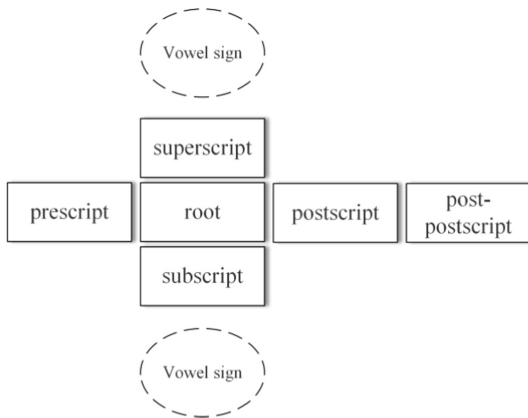 Vowel sign
superscript
prescript
root
postscript
post-
postscript
subscript
Vowel sign